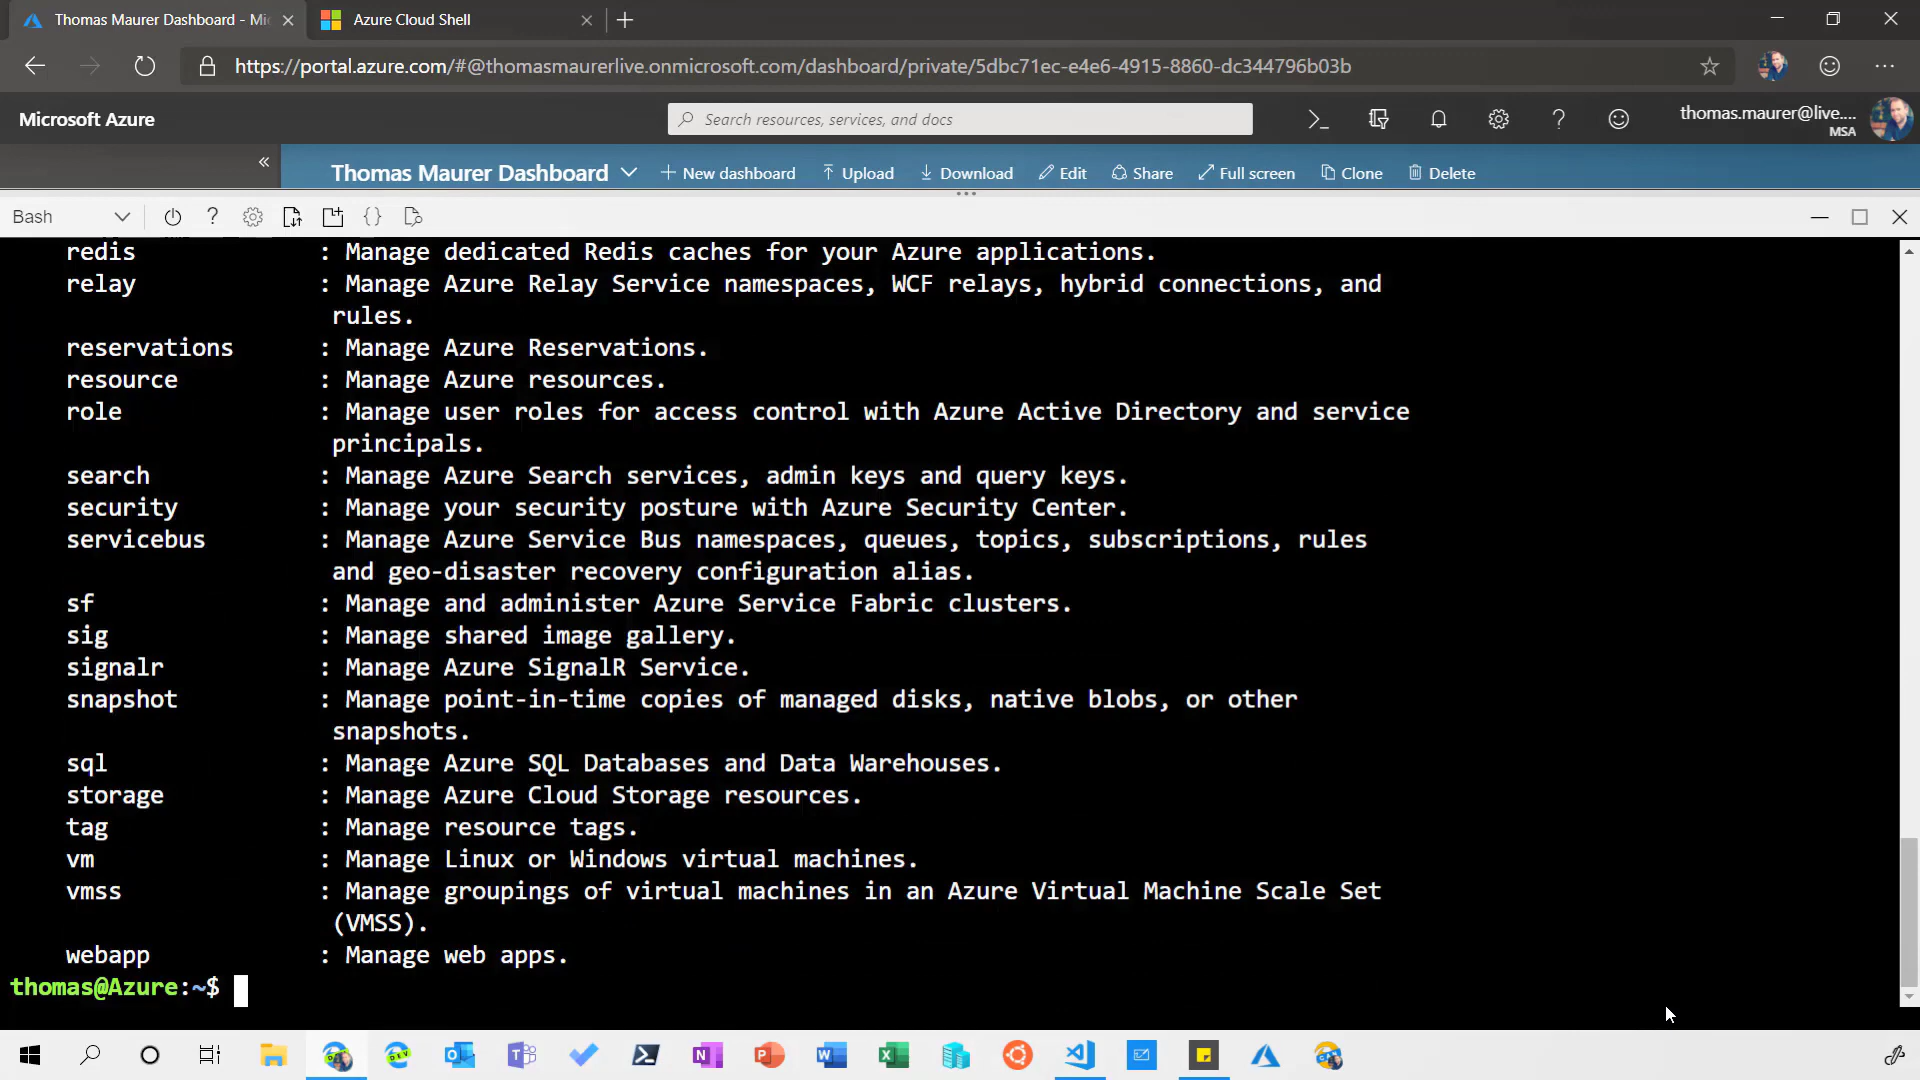 Thomas Maurer Dashboard - Mi
Azure Cloud Shell
https://portal.azure.com/#@thomasmaurerlive.onmicrosoft.com/dashboard/private/5dbc71ec-e4e6-4915-8860-dc344796b03b
Microsoft Azure
Search resources, services, and docs
thomas.maurer@live....
MSA
Thomas Maurer Dashboard
New dashboard
Upload
Download
Edit
Share
Full screen
Clone
Delete
Bash
redis : Manage dedicated Redis caches for your Azure applications.
relay : Manage Azure Relay Service namespaces, WCF relays, hybrid connections, and
rules.
reservations : Manage Azure Reservations.
resource : Manage Azure resources.
role : Manage user roles for access control with Azure Active Directory and service
principals.
search : Manage Azure Search services, admin keys and query keys.
security : Manage your security posture with Azure Security Center.
servicebus : Manage Azure Service Bus namespaces, queues, topics, subscriptions, rules
and geo-disaster recovery configuration alias.
sf : Manage and administer Azure Service Fabric clusters.
sig : Manage shared image gallery.
signalr : Manage Azure SignalR Service.
snapshot : Manage point-in-time copies of managed disks, native blobs, or other
snapshots.
sql : Manage Azure SQL Databases and Data Warehouses.
storage : Manage Azure Cloud Storage resources.
tag : Manage resource tags.
vm : Manage Linux or Windows virtual machines.
vmss : Manage groupings of virtual machines in an Azure Virtual Machine Scale Set
(VMSS).
webapp : Manage web apps.
thomas@Azure:~$